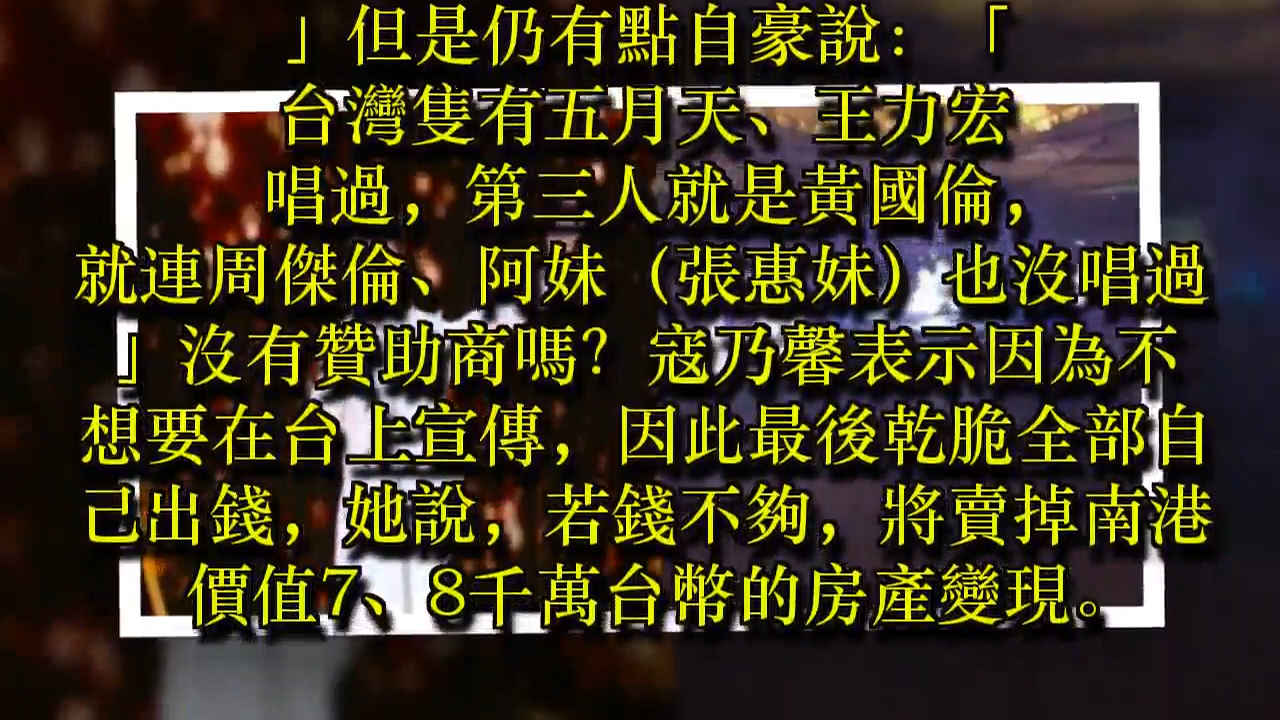 」但是仍有點自豪說：「
台灣隻有五月天、王力宏
唱過，第三人就是黃國倫，
就連周傑倫、阿妹（張惠妹）也沒唱過
」沒有贊助商嗎？寇乃馨表示因為不
想要在台上宣傳，因此最後乾脆全部自
己出錢，她說，若錢不夠，將賣掉南港
價值7、8千萬台幣的房產變現。